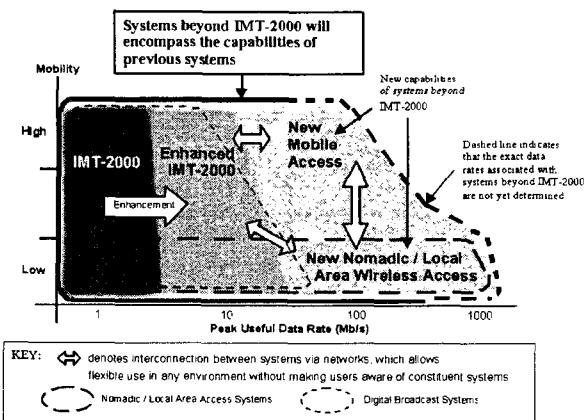 Systems beyond IMT-2000 will
encompass the capabilities of
previous systems
Mobility
High
Low
IMT-2000
Enhanced
IMT-2000
Enhancement
New
Mobile
Access
New Nomadic / Local
Area Wireless Access
New capabilities
of systems beyond
IMT-2000
Dashed line indicates
that the exact data
rates associated with
systems beyond IMT-2000
are not yet determined
1
10
100
1000
Peak Useful Data Rate (Mb/s)
KEY:
denotes interconnection between systems via networks, which allows
flexible use in any environment without making users aware of constituent systems
Nomadic / Local Area Access Systems
Digital Broadcast Systems